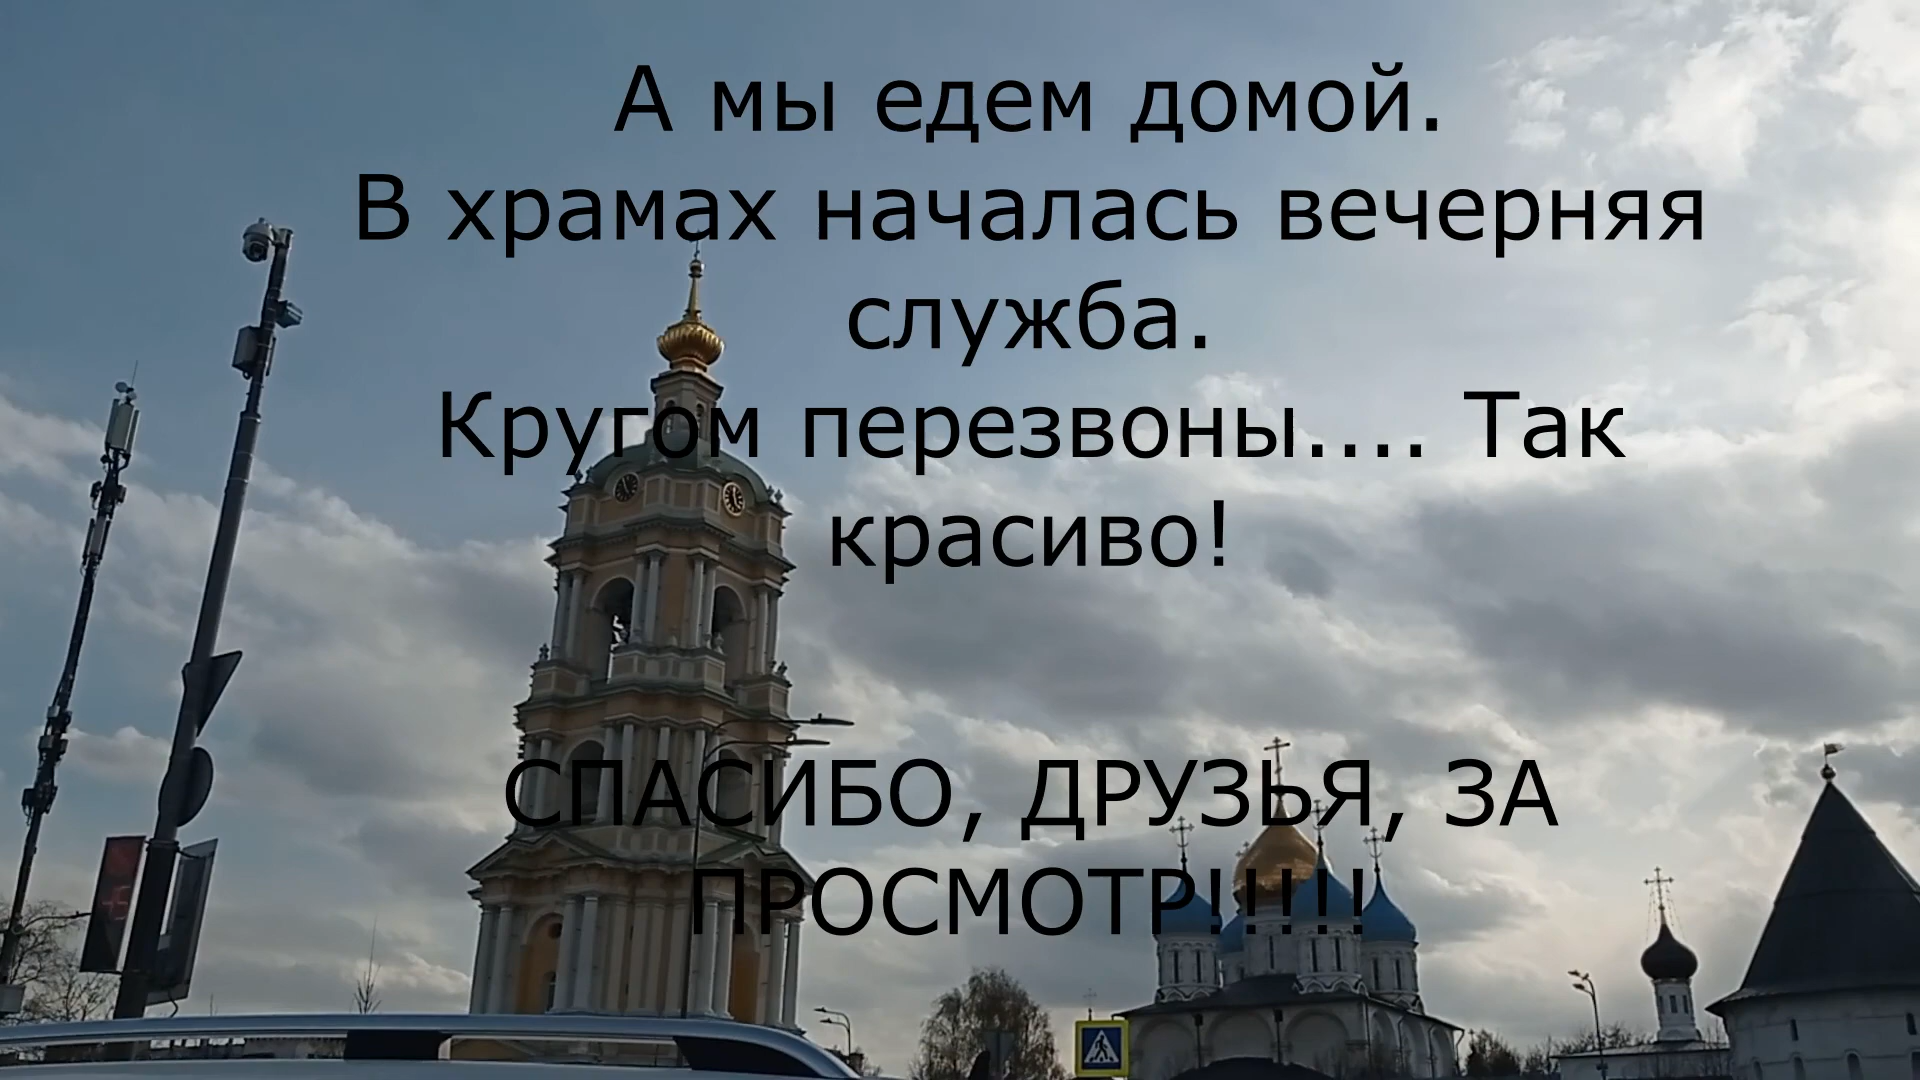 А мы едем домой.
В храмах началась вечерняя
служба.
Кругом перезвоны.... Так
красиво!
СПАСИБО, ДРУЗЬЯ, ЗА
ПРОСМОТР!!!!!